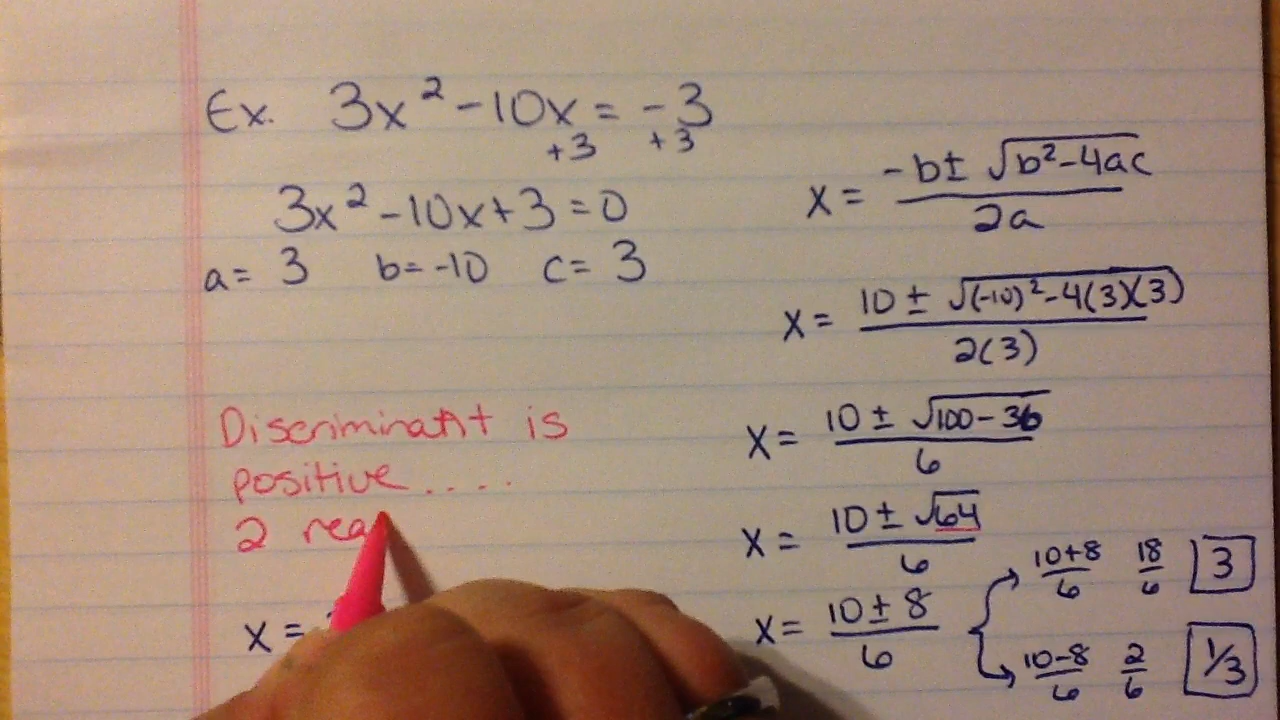 Ex. 3x² - 10x = -3
+3 +3
3x² - 10x + 3 = 0
a = 3 b = -10 c = 3
Discriminant is
positive ....
2 rea
x =
x = (-b ± √(b² - 4ac)) / 2a
x = (10 ± √((-10)² - 4(3)(3))) / 2(3)
x = (10 ± √(100 - 36)) / 6
x = (10 ± √64) / 6
x = (10 ± 8) / 6
(10+8)/6 18/6 3
(10-8)/6 2/6 1/3